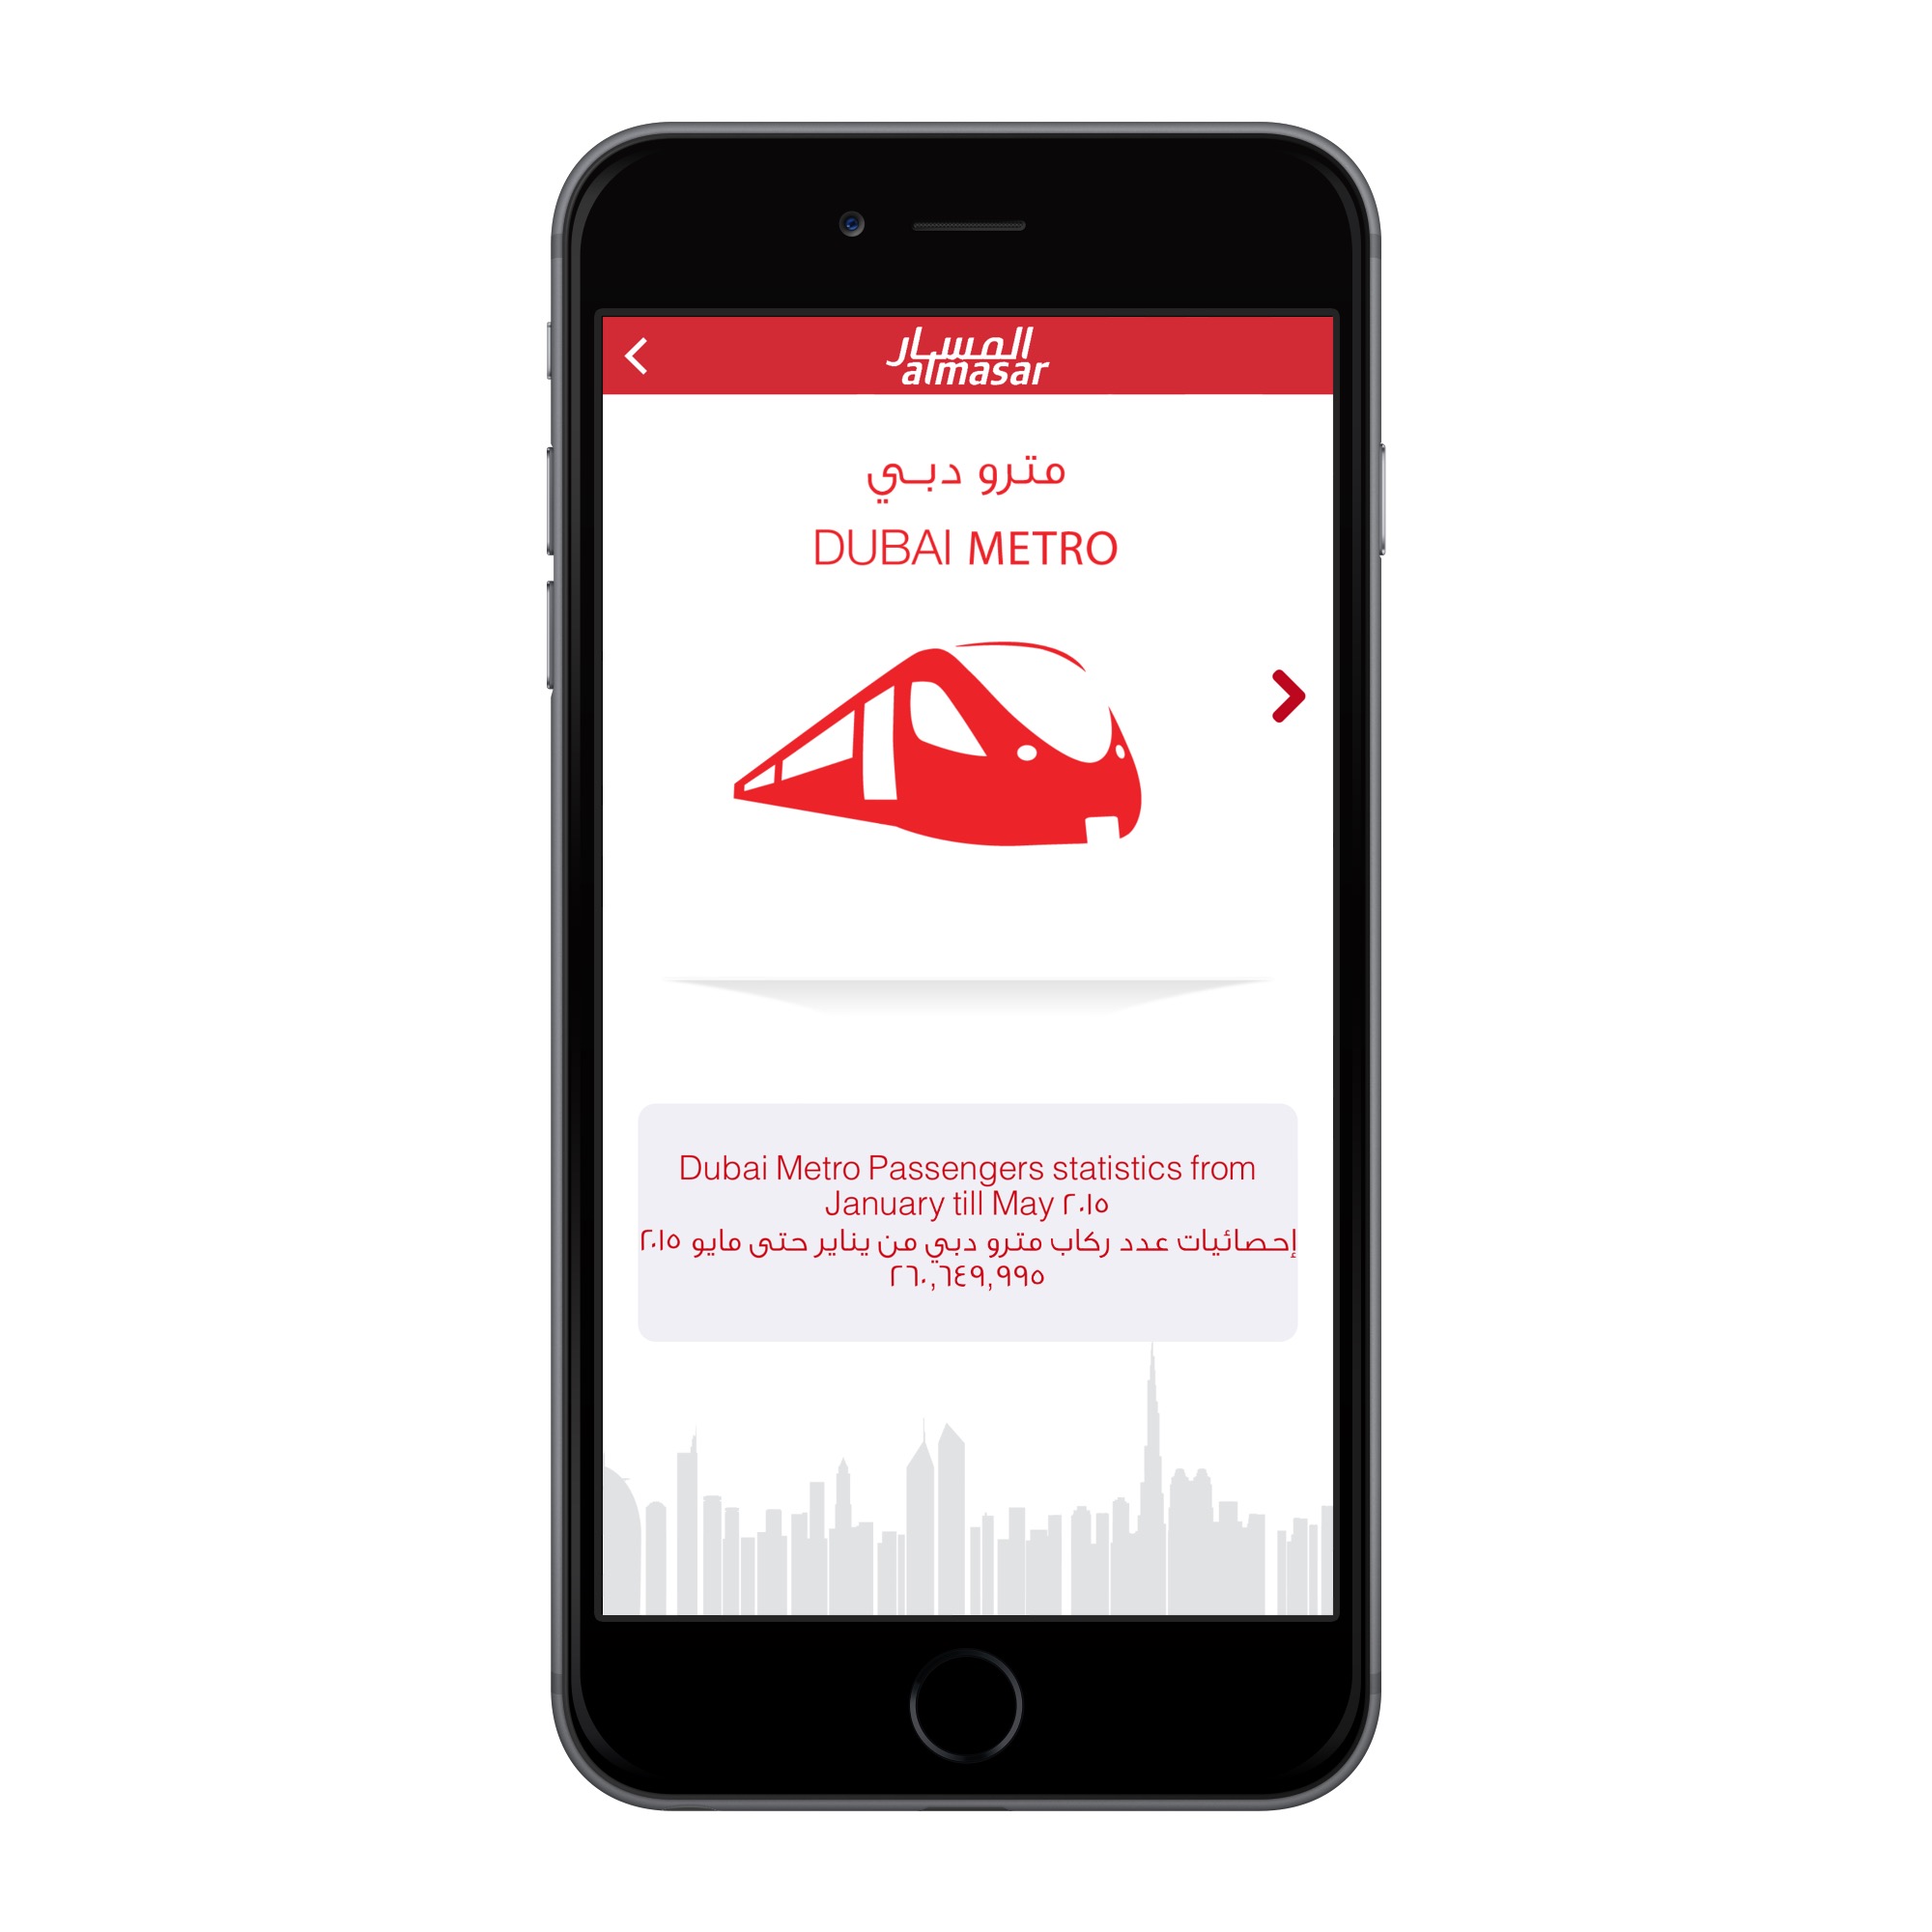 المسار
almasar
مترو دبي
DUBAI METRO
Dubai Metro Passengers statistics from
January till May ٢٠١٥
إحصائيات عدد ركاب مترو دبي من يناير حتى مايو ٢٠١٥
٢٦٠,٦٤٩,٩٩٥